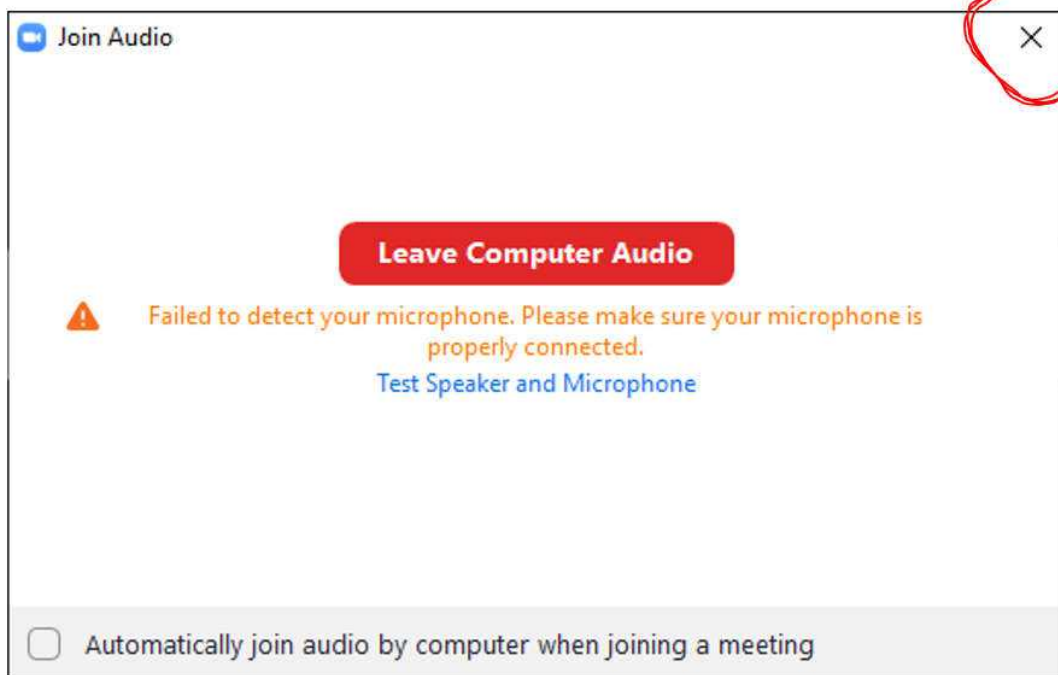 Join Audio
Leave Computer Audio
Failed to detect your microphone. Please make sure your microphone is
properly connected.
Test Speaker and Microphone
Automatically join audio by computer when joining a meeting